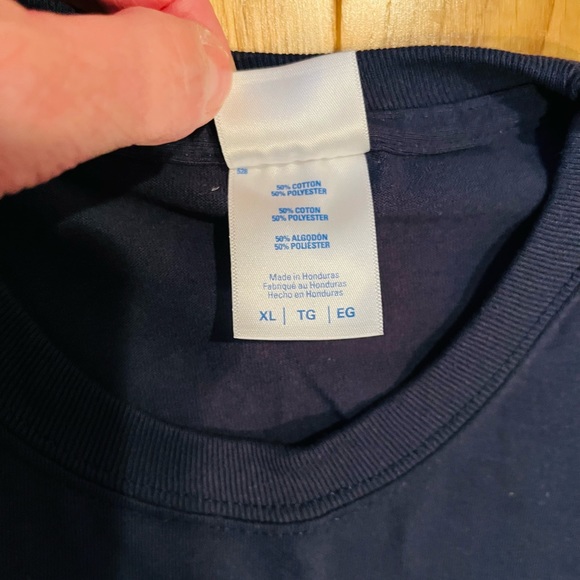 50% COTTON
50% POLYESTER
50% COTON
50% POLYESTER
50% ALGODÓN
50% POLIÉSTER
Made in Honduras
Fabriqué au Honduras
Hecho en Honduras
XL | TG | EG